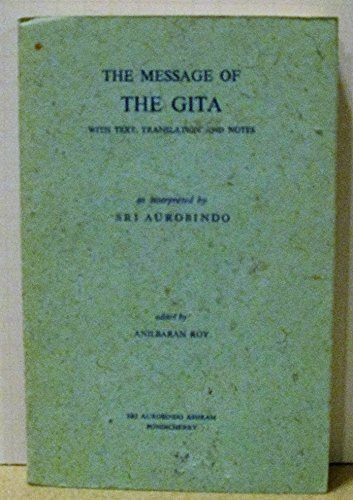 THE MESSAGE OF
THE GITA
WITH TEXT, TRANSLATION AND NOTES
as interpreted by
SRI AUROBINDO
edited by
ANILBARAN ROY
SRI AUROBINDO ASHRAM
PONDICHERRY